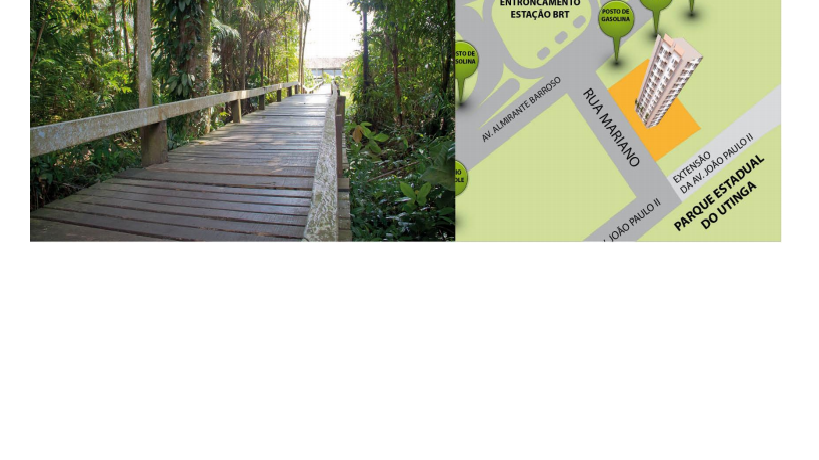 ENTRONCAMENTO
ESTAÇÃO BRT
POSTO DE
GASOLINA
AV. ALMIRANTE BARROSO
RUA MARIANO
EXTENSÃO
DA AV. JOÃO PAULO II
PARQUE ESTADUAL
DO UTINGA
JOÃO PAULO II